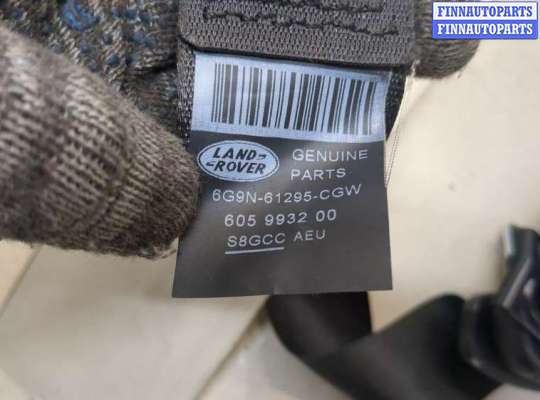 FINNAUTOPARTS
FINNAUTOPARTS
LAND
ROVER
GENUINE
PARTS
6G9N-61295-CGW
605 9932 00
S8GCC AEU